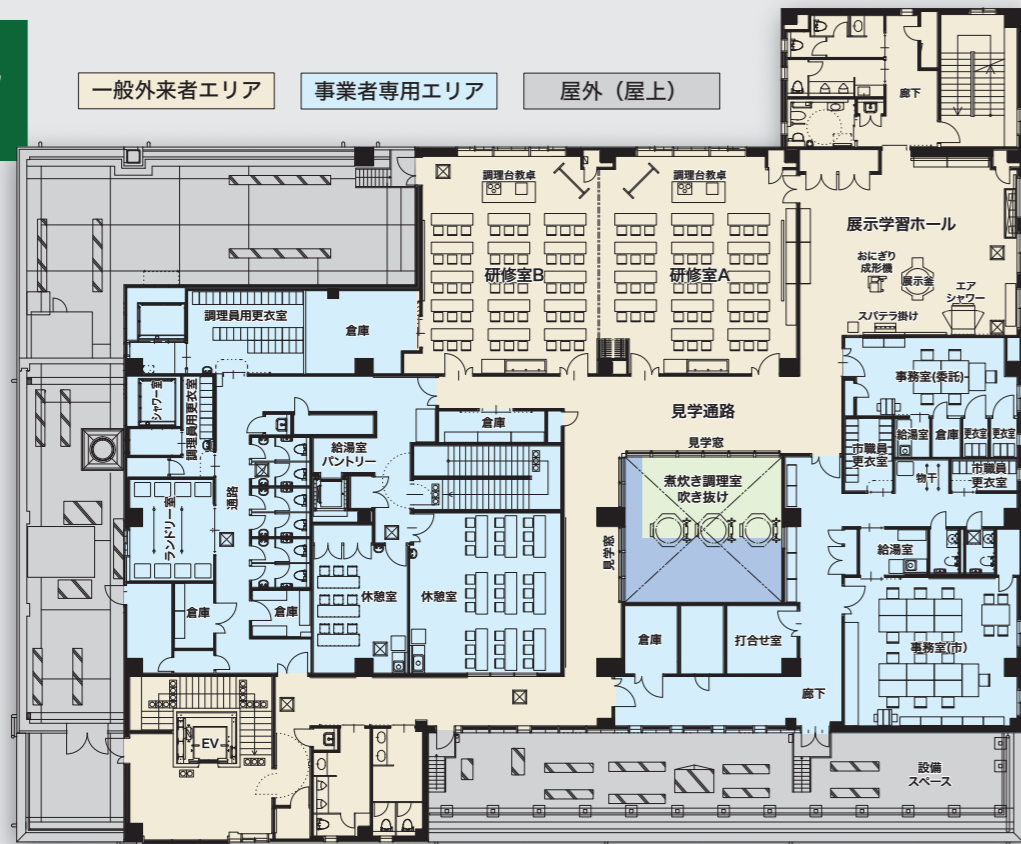 一般外来者エリア
事業者専用エリア
屋外（屋上）
廊下
調理台教卓
調理台教卓
展示学習ホール
研修室B
研修室A
おにぎり
成形機
展示釜
エア
シャワー
スパテラ掛け
調理員用更衣室
倉庫
シャワー室
調理員用更衣室
事務室(委託)
見学通路
見学窓
倉庫
給湯室
パントリー
給湯室
倉庫
更衣室
更衣室
市職員
更衣室
物干
市職員
更衣室
煮炊き調理室
吹き抜け
見学窓
通路
ランドリー室
給湯室
倉庫
倉庫
休憩室
休憩室
倉庫
打合せ室
事務室(市)
廊下
EV
設備
スペース